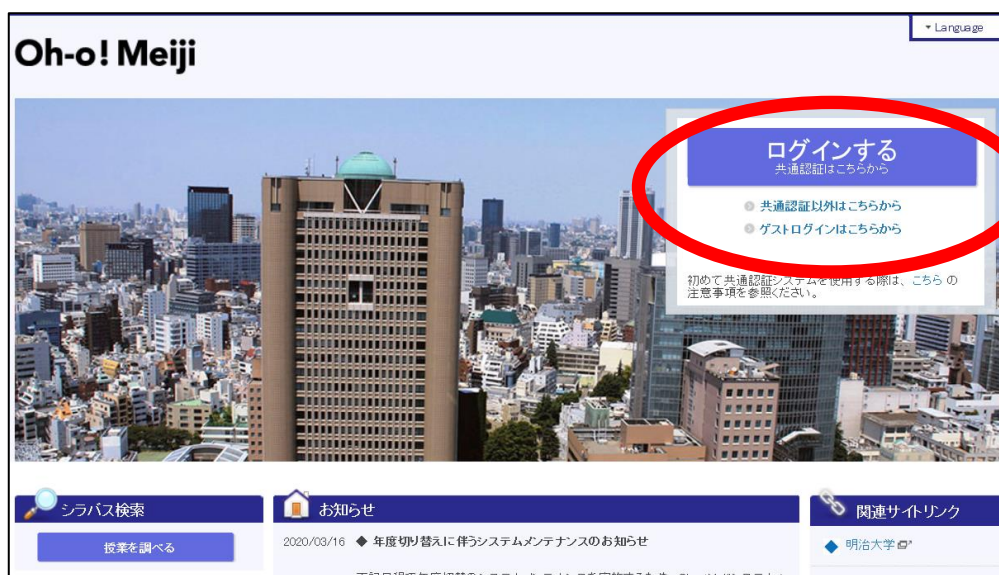 Language
Oh-o! Meiji
ログインする
共通認証はこちらから
共通認証以外はこちらから
ゲストログインはこちらから
初めて共通認証システムを使用する際は、こちら の
注意事項を参照ください。
シラバス検索
お知らせ
関連サイトリンク
授業を調べる
2020/03/16 ◆ 年度切り替えに伴うシステムメンテナンスのお知らせ
明治大学